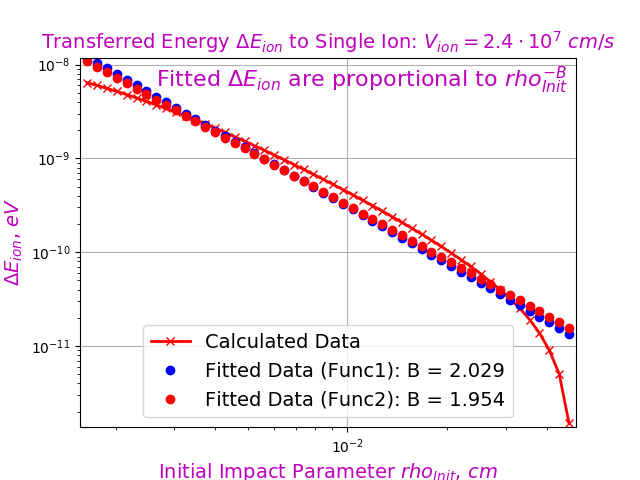 Transferred Energy ΔE_ion to Single Ion: V_ion = 2.4 · 10^7 cm/s
Fitted ΔE_ion are proportional to rho_Init^-B
10^-8
10^-9
10^-10
10^-11
ΔE_ion, eV
Calculated Data
Fitted Data (Func1): B = 2.029
Fitted Data (Func2): B = 1.954
10^-2
Initial Impact Parameter rho_Init, cm